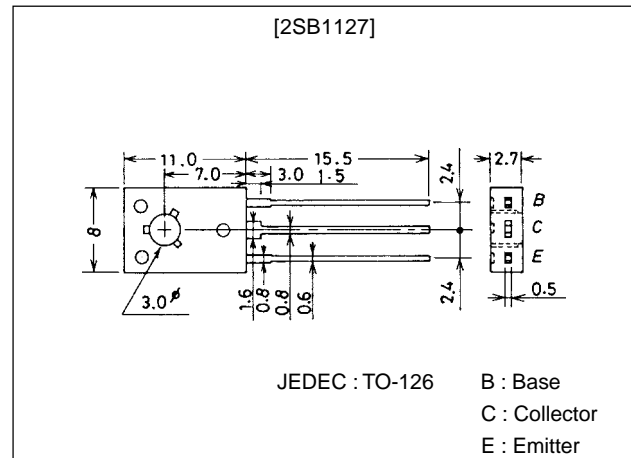 [2SB1127]
11.0 15.5
7.0 3.0 1.5
2.4 2.7
8
B
C
E
3.0ø
1.6 0.8 0.8 0.6
2.4 0.5
JEDEC : TO-126 B : Base
C : Collector
E : Emitter